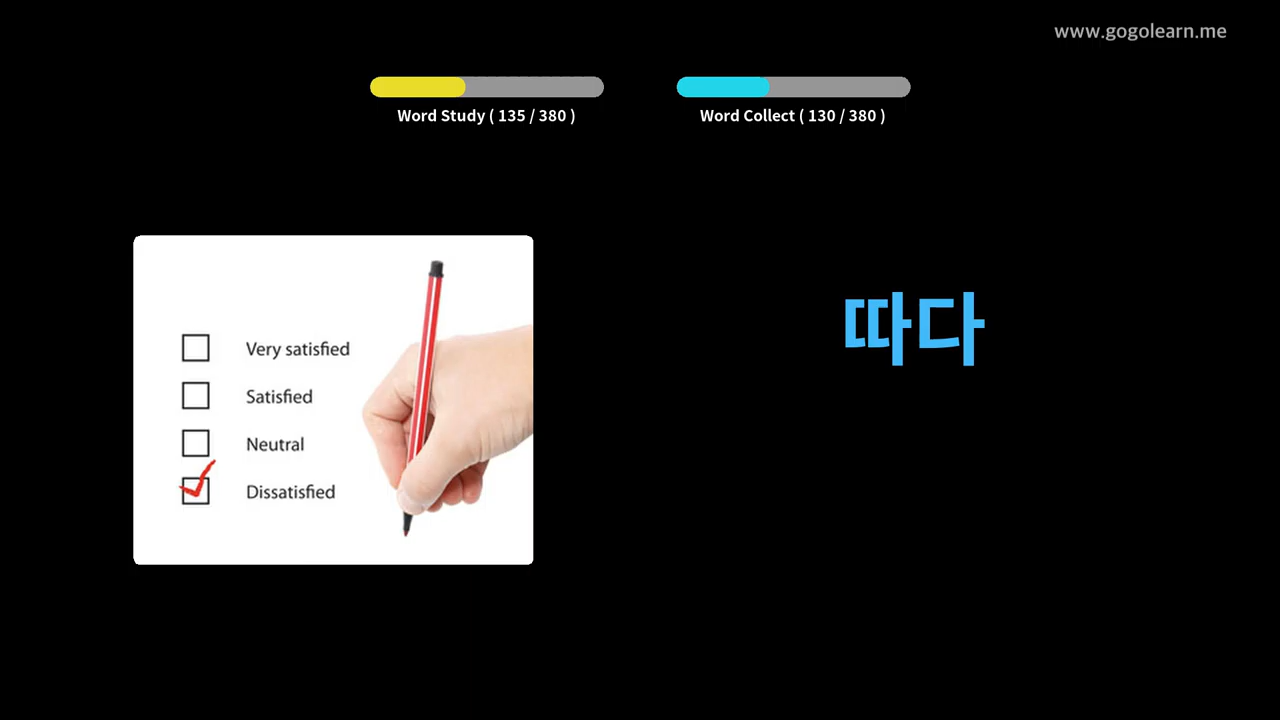 www.gogolearn.me
Word Study ( 135 / 380 )
Word Collect ( 130 / 380 )
Very satisfied
Satisfied
Neutral
Dissatisfied
따다